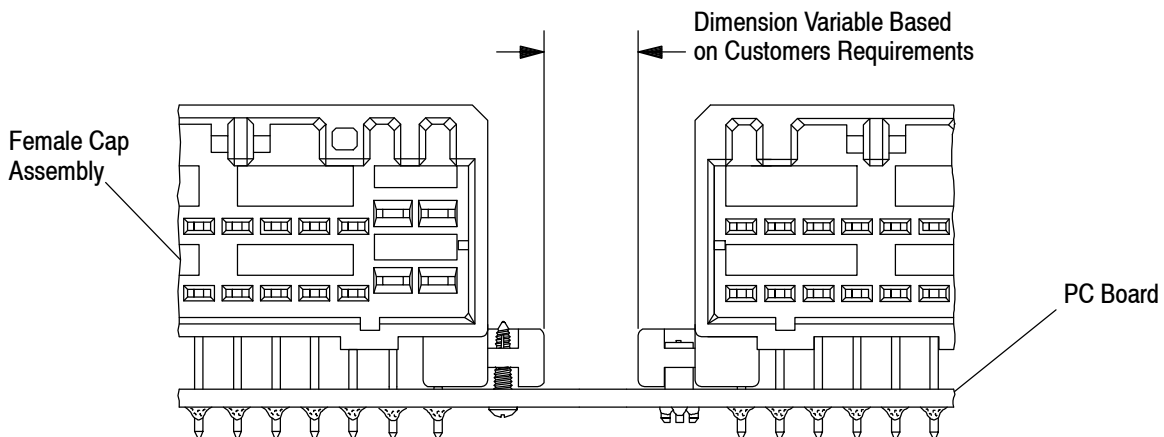 Dimension Variable Based
on Customers Requirements
Female Cap
Assembly
PC Board